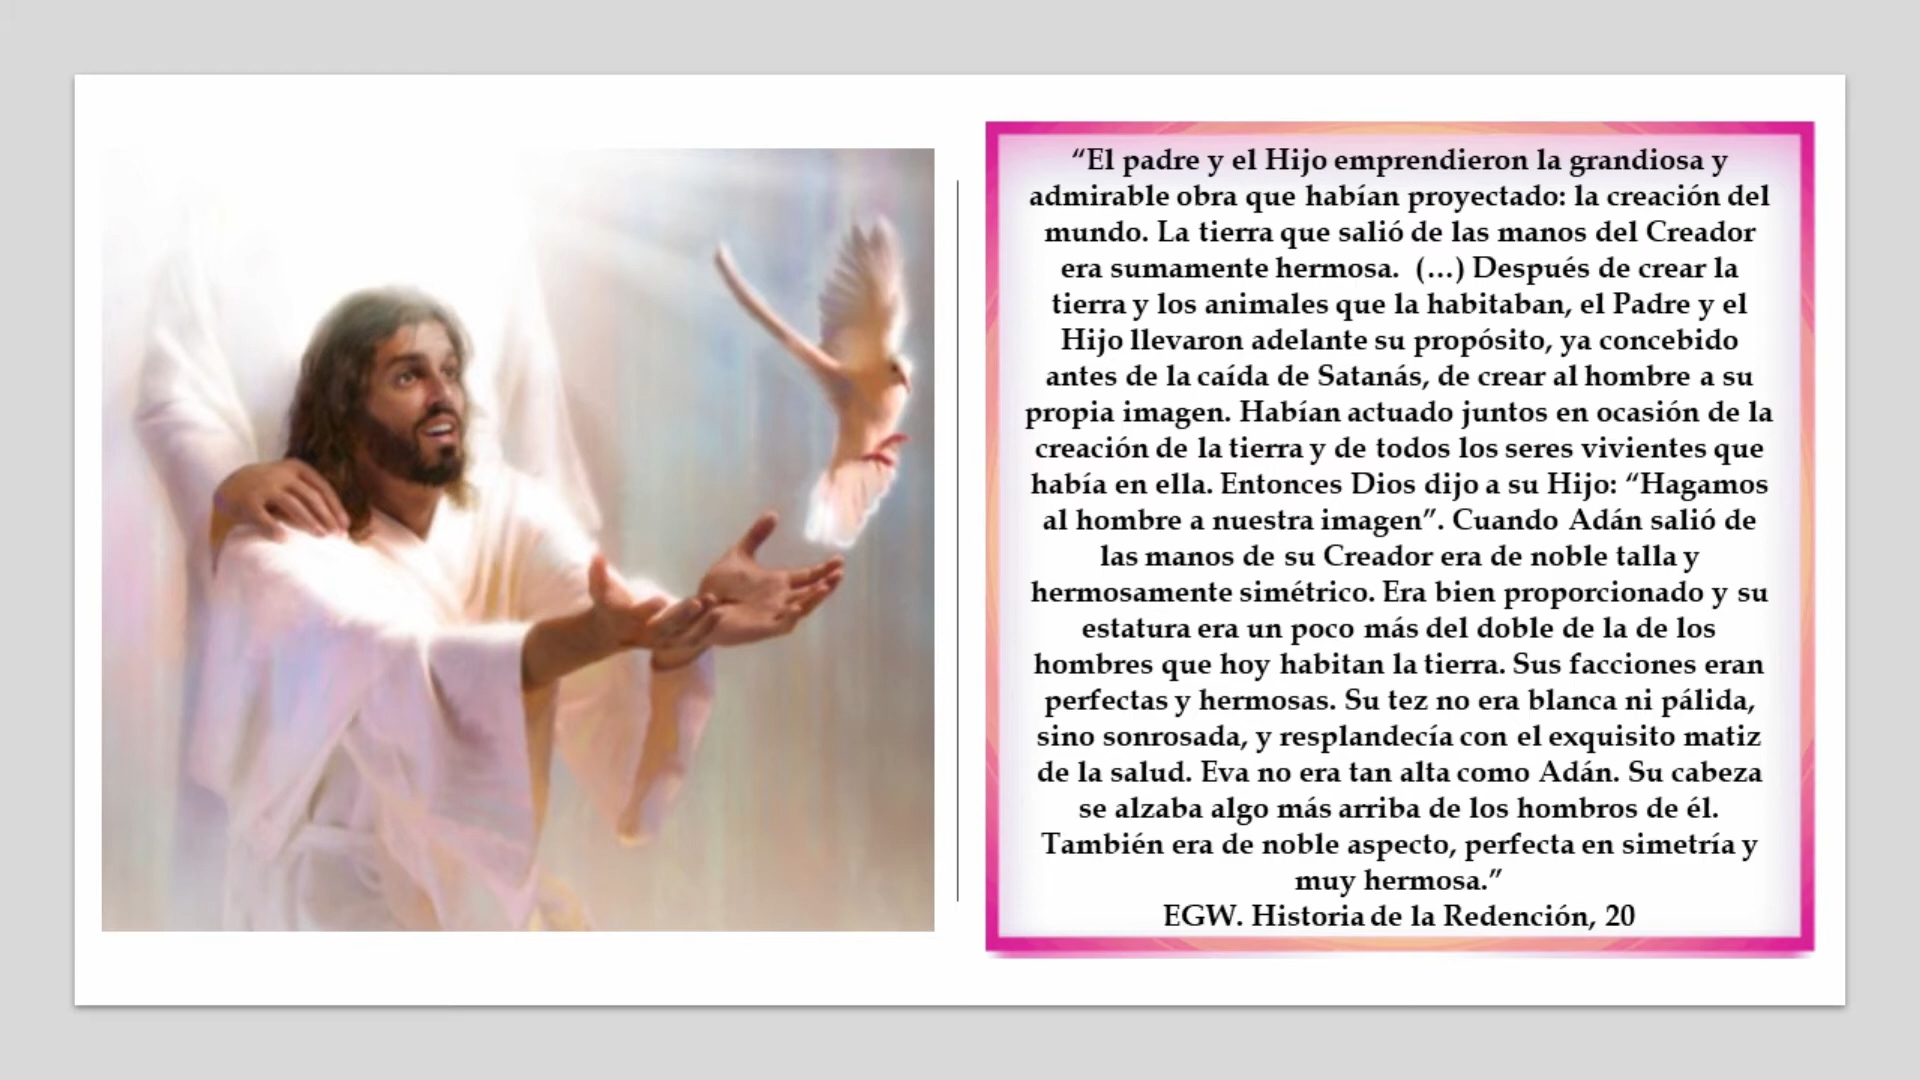 “El padre y el Hijo emprendieron la grandiosa y
admirable obra que habían proyectado: la creación del
mundo. La tierra que salió de las manos del Creador
era sumamente hermosa. (…) Después de crear la
tierra y los animales que la habitaban, el Padre y el
Hijo llevaron adelante su propósito, ya concebido
antes de la caída de Satanás, de crear al hombre a su
propia imagen. Habían actuado juntos en ocasión de la
creación de la tierra y de todos los seres vivientes que
había en ella. Entonces Dios dijo a su Hijo: “Hagamos
al hombre a nuestra imagen”. Cuando Adán salió de
las manos de su Creador era de noble talla y
hermosamente simétrico. Era bien proporcionado y su
estatura era un poco más del doble de la de los
hombres que hoy habitan la tierra. Sus facciones eran
perfectas y hermosas. Su tez no era blanca ni pálida,
sino sonrosada, y resplandecía con el exquisito matiz
de la salud. Eva no era tan alta como Adán. Su cabeza
se alzaba algo más arriba de los hombros de él.
También era de noble aspecto, perfecta en simetría y
muy hermosa.”
EGW. Historia de la Redención, 20